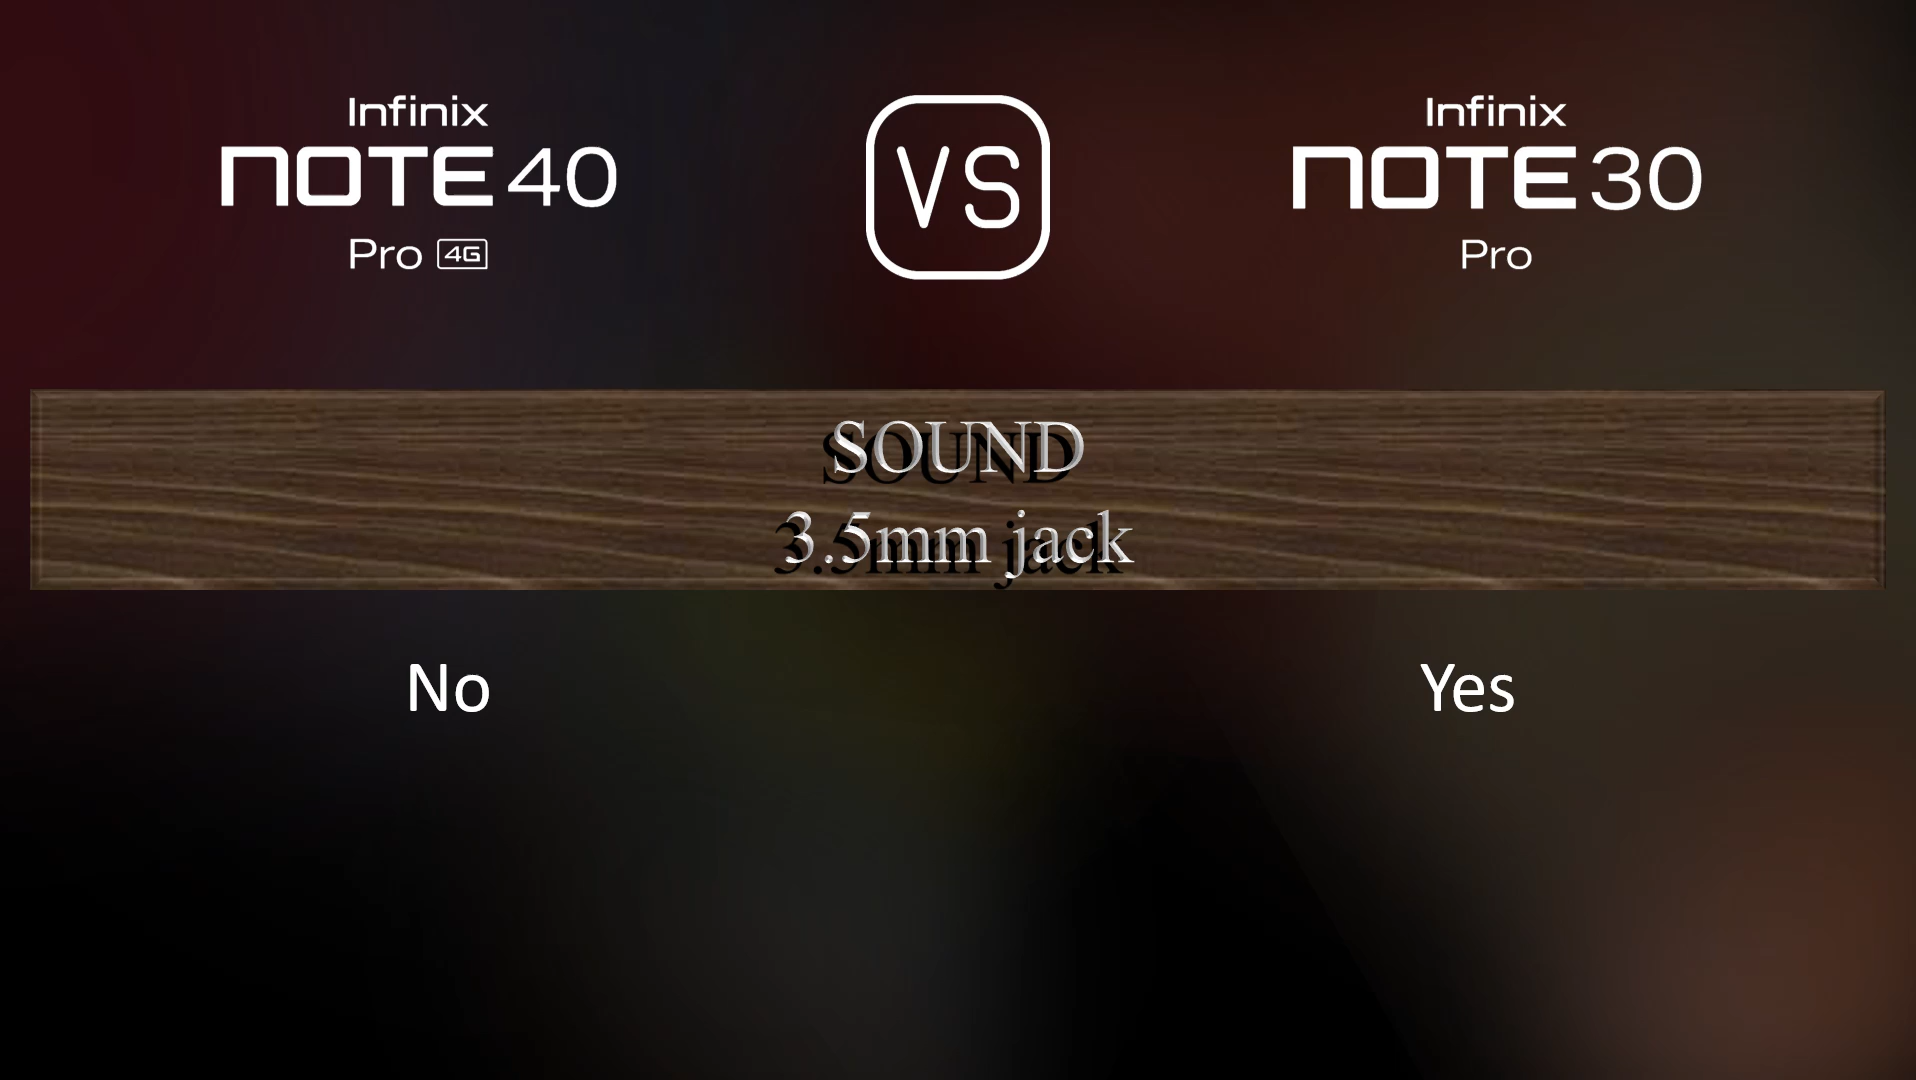 Infinix
NOTE 40
Pro 4G
VS
Infinix
NOTE 30
Pro
SOUND
3.5mm jack
No
Yes